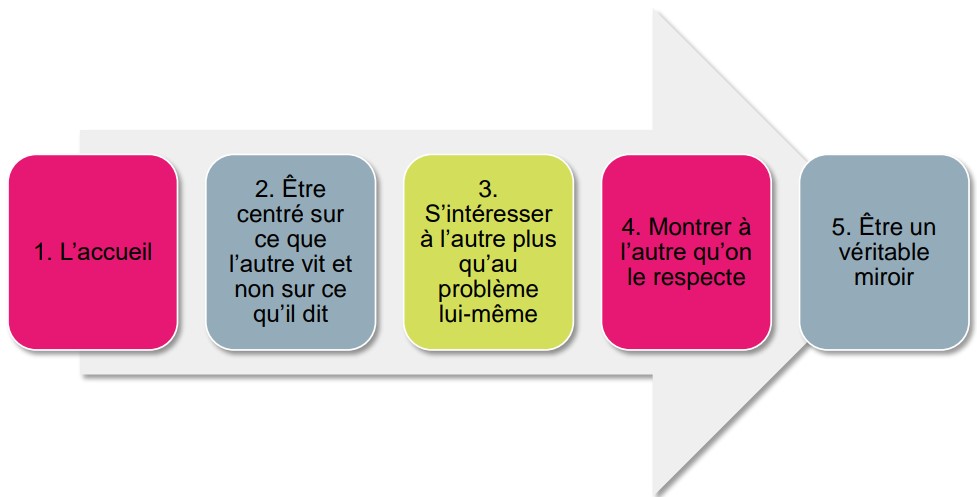 1. L’accueil
2. Être
centré sur
ce que
l’autre vit et
non sur ce
qu’il dit
3.
S’intéresser
à l’autre plus
qu’au
problème
lui-même
4. Montrer à
l’autre qu’on
le respecte
5. Être un
véritable
miroir